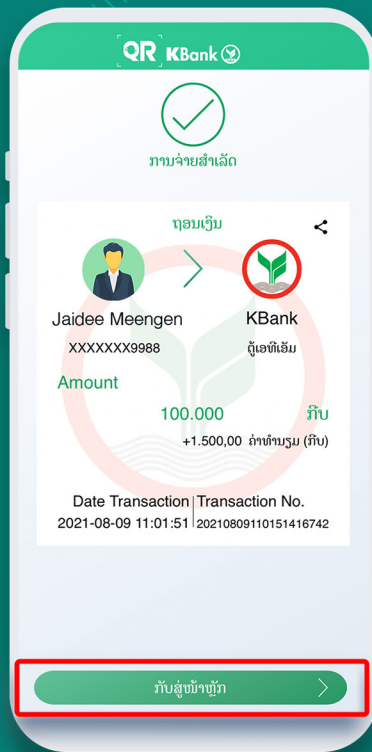 QR KBank
ການຈ່າຍສຳເລັດ
ຖອນເງິນ
Jaidee Meengen
KBank
XXXXXXX9988
ຕູ້ເອທີເອັມ
Amount
100.000 ກີບ
+1.500,00 ຄ່າທຳນຽມ (ກີບ)
Date Transaction Transaction No.
2021-08-09 11:01:51 20210809110151416742
ກັບສູ່ໜ້າຫຼັກ